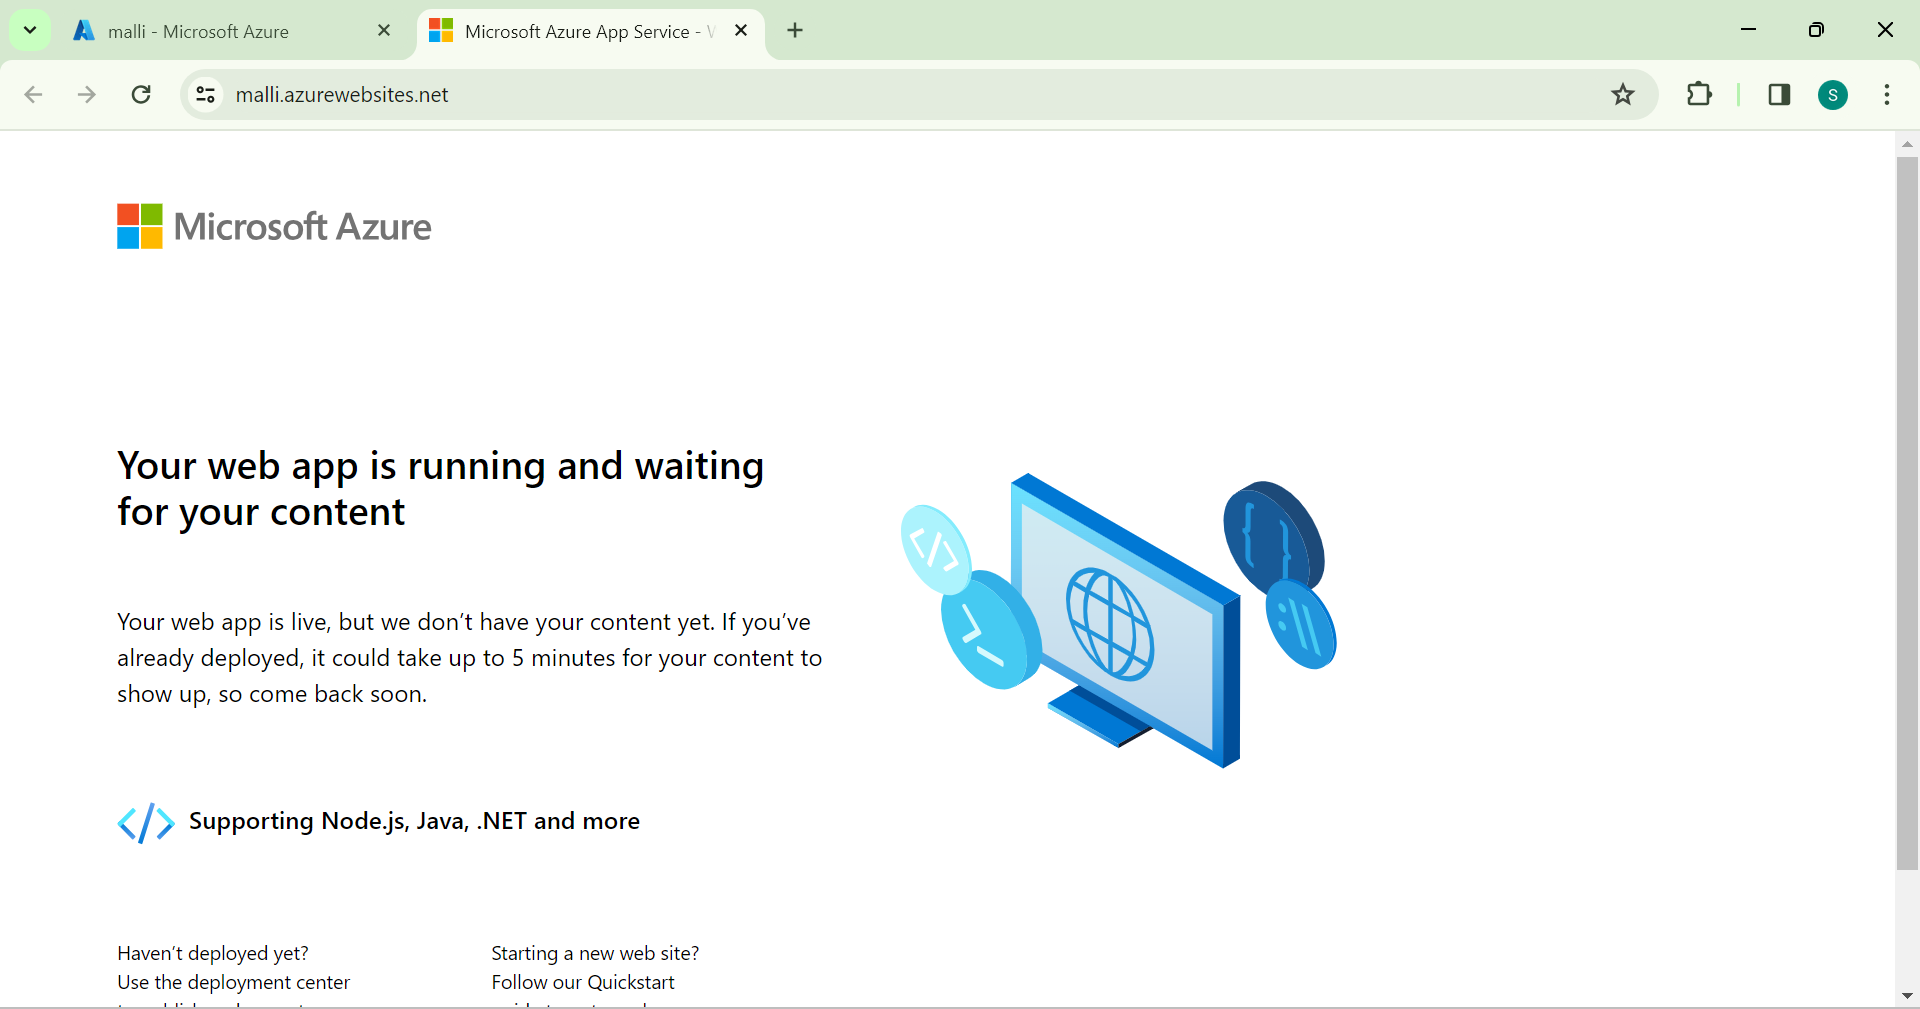 malli - Microsoft Azure
Microsoft Azure App Service -
malli.azurewebsites.net
S
Microsoft Azure
Your web app is running and waiting
for your content
Your web app is live, but we don’t have your content yet. If you’ve
already deployed, it could take up to 5 minutes for your content to
show up, so come back soon.
Supporting Node.js, Java, .NET and more
Haven’t deployed yet?
Use the deployment center
Starting a new web site?
Follow our Quickstart